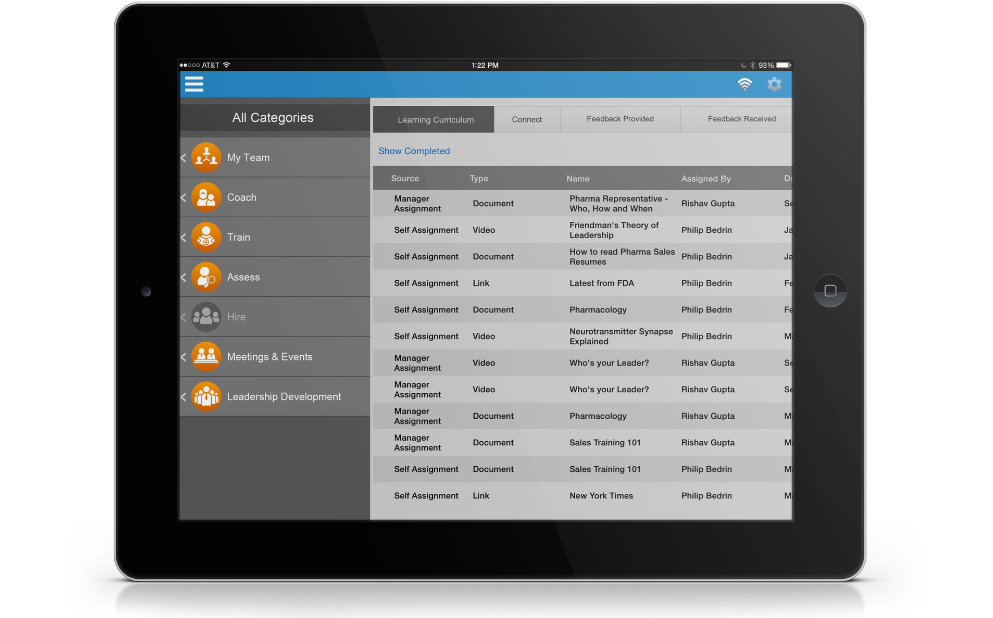 AT&T 1:22 PM 93%
All Categories
My Team
Coach
Train
Assess
Hire
Meetings & Events
Leadership Development
Learning Curriculum Connect Feedback Provided Feedback Received
Show Completed
Source Type Name Assigned By D
Manager Assignment Document Pharma Representative - Who, How and When Rishav Gupta Se
Self Assignment Video Friendman's Theory of Leadership Philip Bedrin Ja
Self Assignment Document How to read Pharma Sales Resumes Philip Bedrin Ja
Self Assignment Link Latest from FDA Philip Bedrin Fe
Self Assignment Document Pharmacology Philip Bedrin Fe
Self Assignment Video Neurotransmitter Synapse Explained Philip Bedrin M
Manager Assignment Video Who's your Leader? Rishav Gupta Se
Manager Assignment Video Who's your Leader? Rishav Gupta Se
Manager Assignment Document Pharmacology Rishav Gupta M
Manager Assignment Document Sales Training 101 Rishav Gupta M
Self Assignment Document Sales Training 101 Philip Bedrin M
Self Assignment Link New York Times Philip Bedrin M